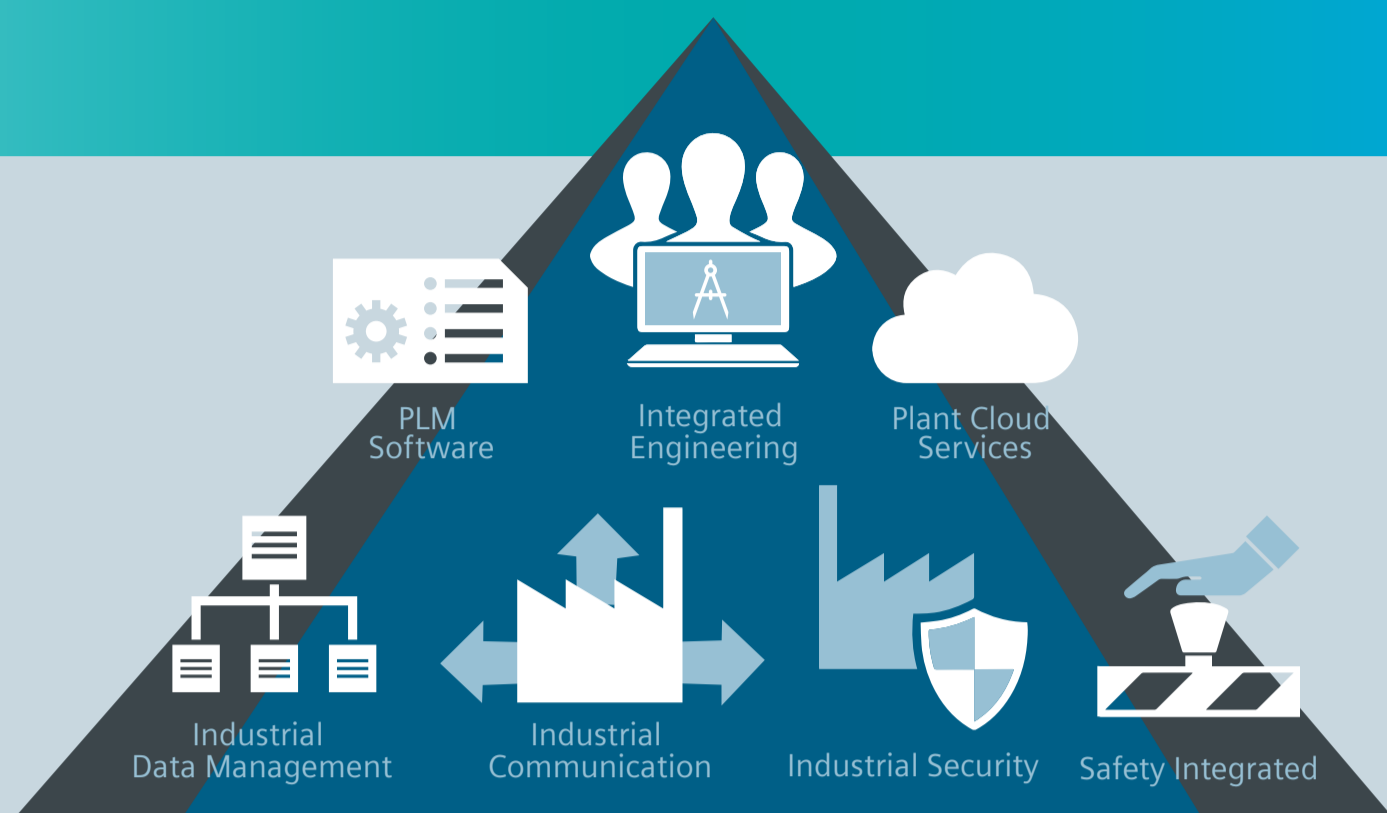 PLM
Software
Integrated
Engineering
Plant Cloud
Services
Industrial
Data Management
Industrial
Communication
Industrial Security
Safety Integrated